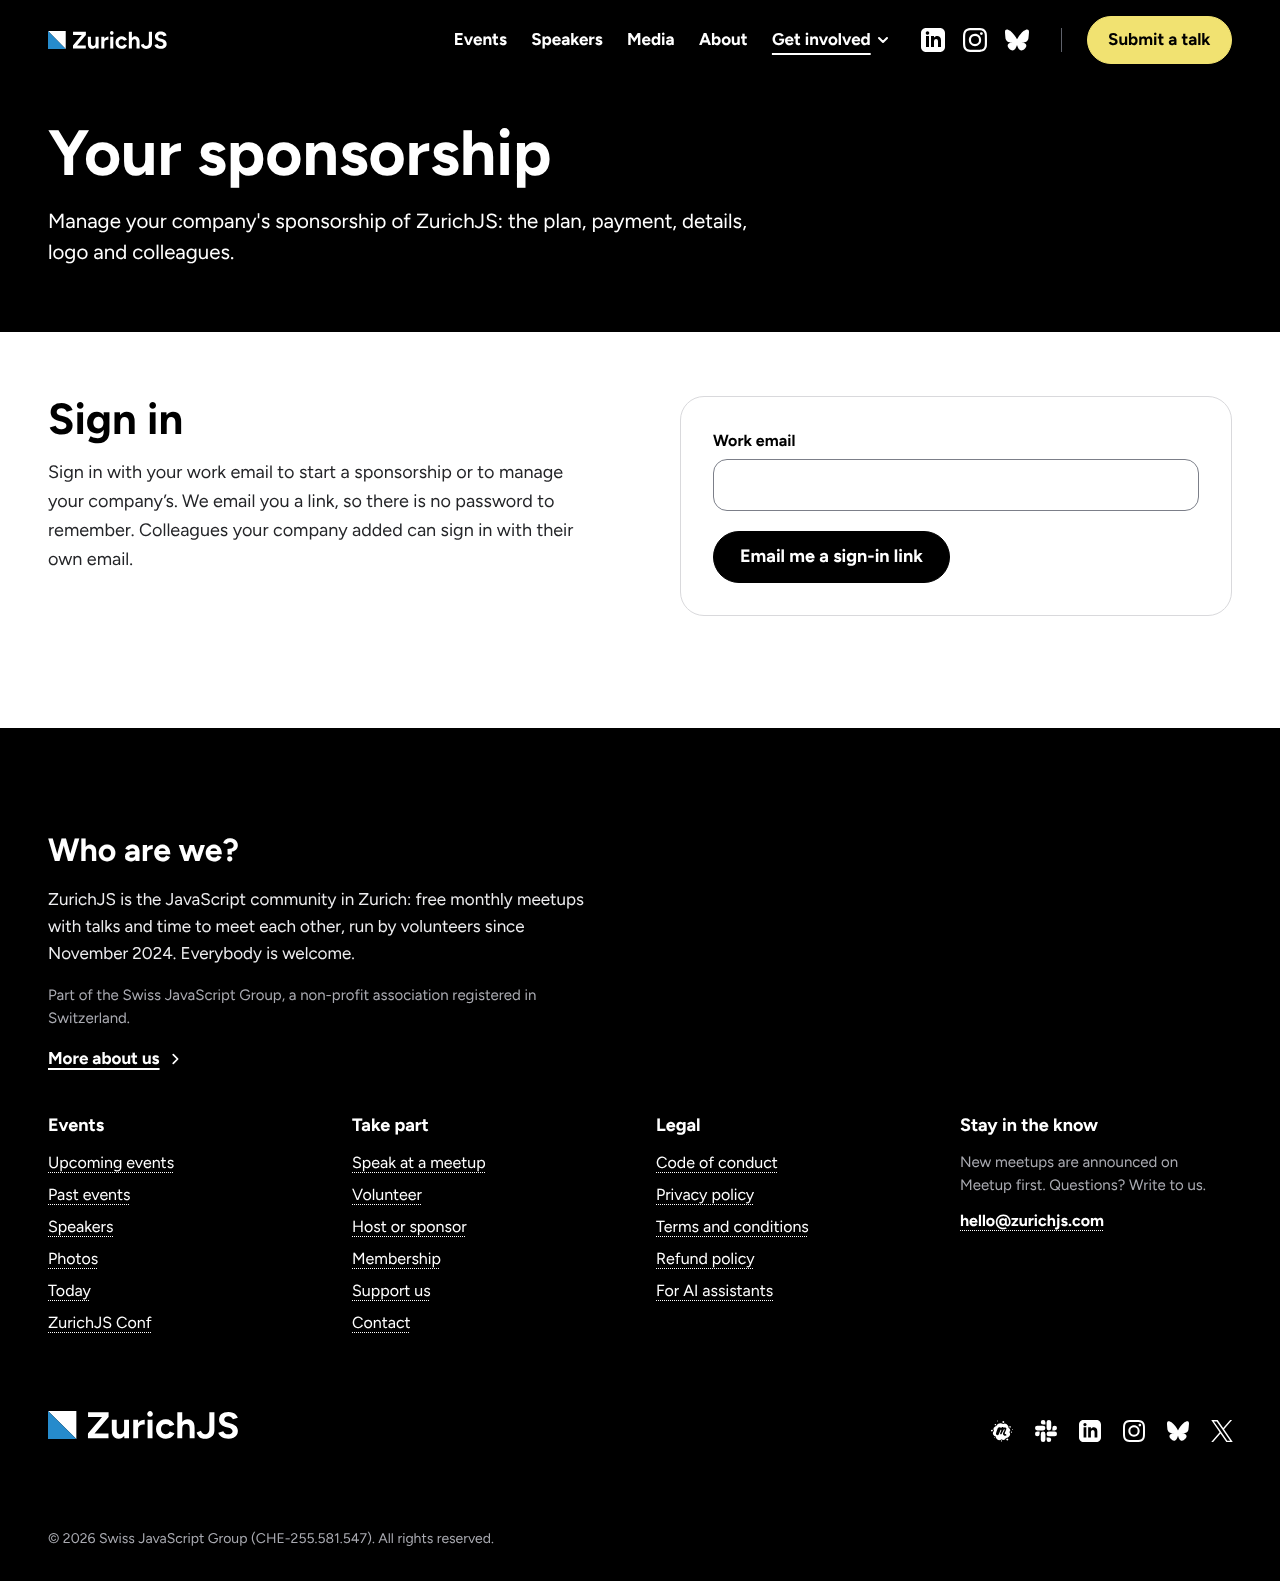 ZurichJS
Events
Speakers
Media
About
Get involved
Submit a talk
Your sponsorship
Manage your company's sponsorship of ZurichJS: the plan, payment, details,
logo and colleagues.
Sign in
Sign in with your work email to start a sponsorship or to manage
your company’s. We email you a link, so there is no password to
remember. Colleagues your company added can sign in with their
own email.
Work email
Email me a sign-in link
Who are we?
ZurichJS is the JavaScript community in Zurich: free monthly meetups
with talks and time to meet each other, run by volunteers since
November 2024. Everybody is welcome.
Part of the Swiss JavaScript Group, a non-profit association registered in
Switzerland.
More about us
Events
Upcoming events
Past events
Speakers
Photos
Today
ZurichJS Conf
Take part
Speak at a meetup
Volunteer
Host or sponsor
Membership
Support us
Contact
Legal
Code of conduct
Privacy policy
Terms and conditions
Refund policy
For AI assistants
Stay in the know
New meetups are announced on
Meetup first. Questions? Write to us.
hello@zurichjs.com
ZurichJS
© 2026 Swiss JavaScript Group (CHE-255.581.547). All rights reserved.